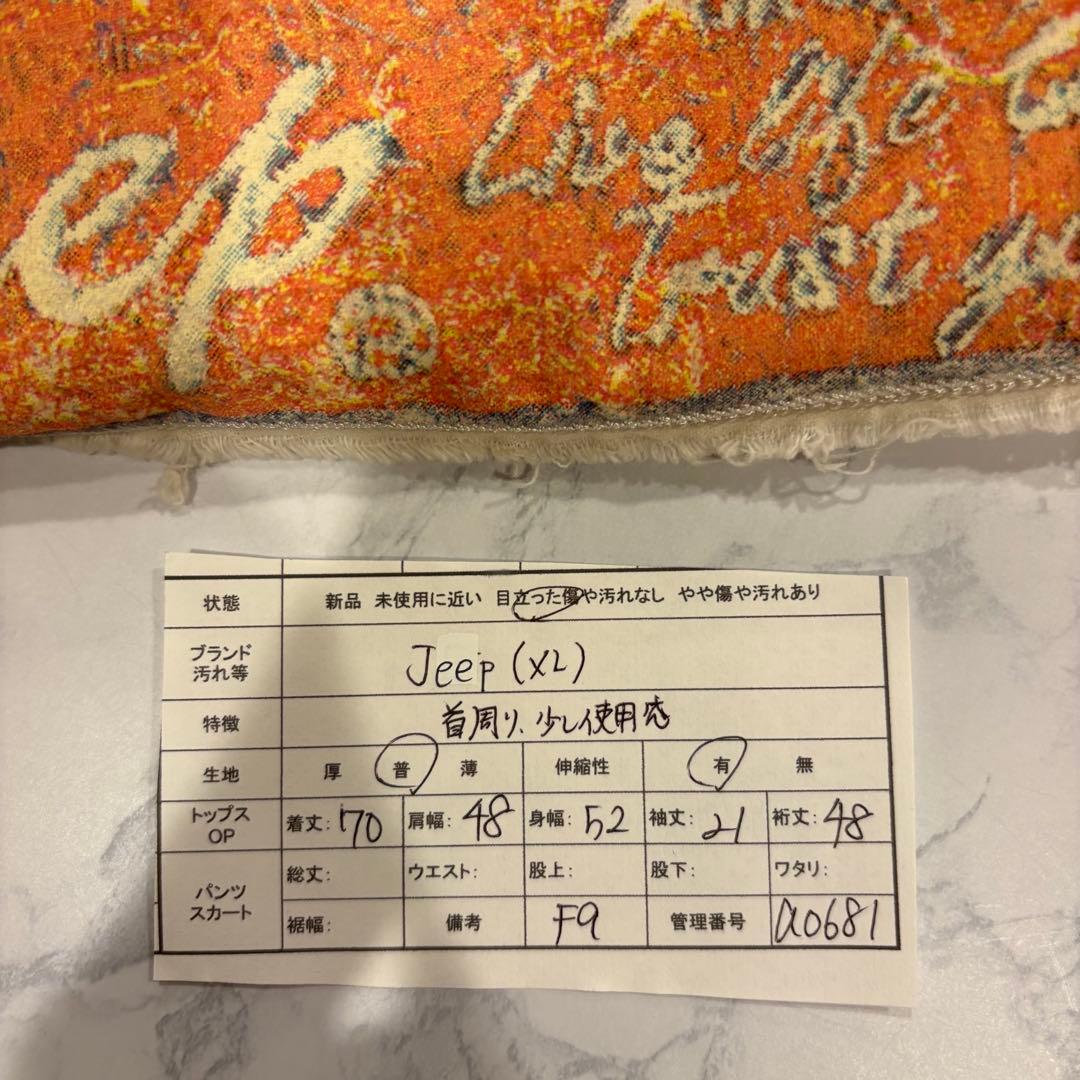 ep®
Live life
Trust
状態 新品 未使用に近い 目立った傷や汚れなし やや傷や汚れあり
ブランド
汚れ等
Jeep (XL)
特徴 首周り、少し使用感
生地 厚 普 薄 伸縮性 有 無
トップス
OP
着丈: 70 肩幅: 48 身幅: 52 袖丈: 21 裄丈: 48
パンツ
スカート
総丈: ウエスト: 股上: 股下: ワタリ:
裾幅: 備考 F9 管理番号 a0681